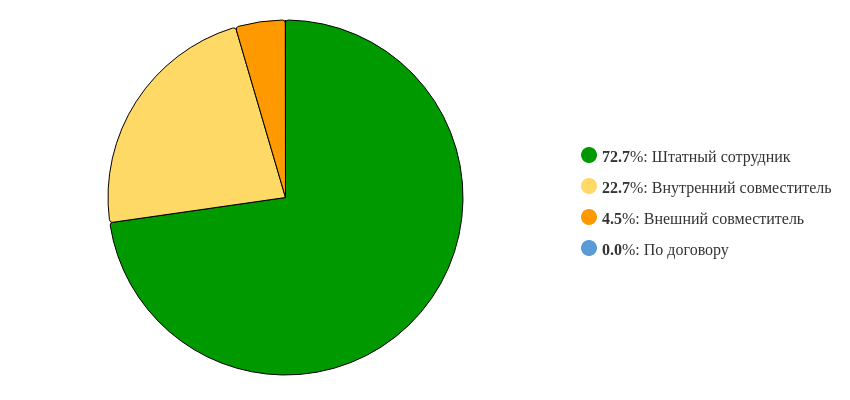 72.7%: Штатный сотрудник
22.7%: Внутренний совместитель
4.5%: Внешний совместитель
0.0%: По договору